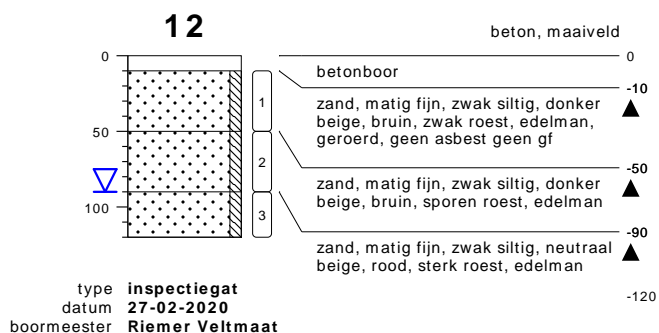 12
beton, maaiveld
0
0
betonboor
-10
zand, matig fijn, zwak siltig, donker
beige, bruin, zwak roest, edelman,
geroerd, geen asbest geen gf
1
50
-50
zand, matig fijn, zwak siltig, donker
beige, bruin, sporen roest, edelman
2
-90
100
3
zand, matig fijn, zwak siltig, neutraal
beige, rood, sterk roest, edelman
-120
type inspectiegat
datum 27-02-2020
boormeester Riemer Veltmaat